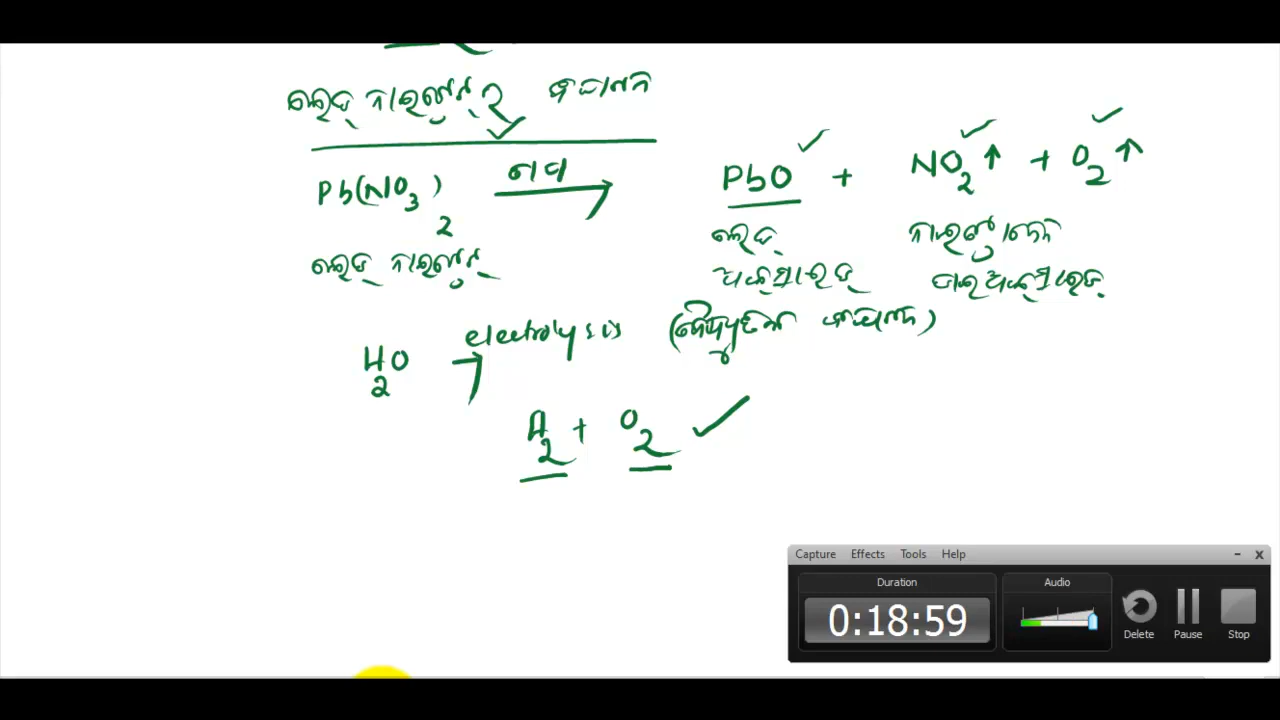 ଲେଡ୍ ନାଇଟ୍ରେଟ୍ ର
Pb(NO3)2 ତାପ PbO + NO2↑ + O2↑
ଲେଡ୍ ନାଇଟ୍ରେଟ୍ ଲେଡ୍ ନାଇଟ୍ରୋଜେନ
ଅକ୍ସାଇଡ୍ ଡାଇଅକ୍ସାଇଡ୍
H2O → electrolysis
H2 + O2
Capture Effects Tools Help
Duration Audio
0:18:59
Delete Pause Stop